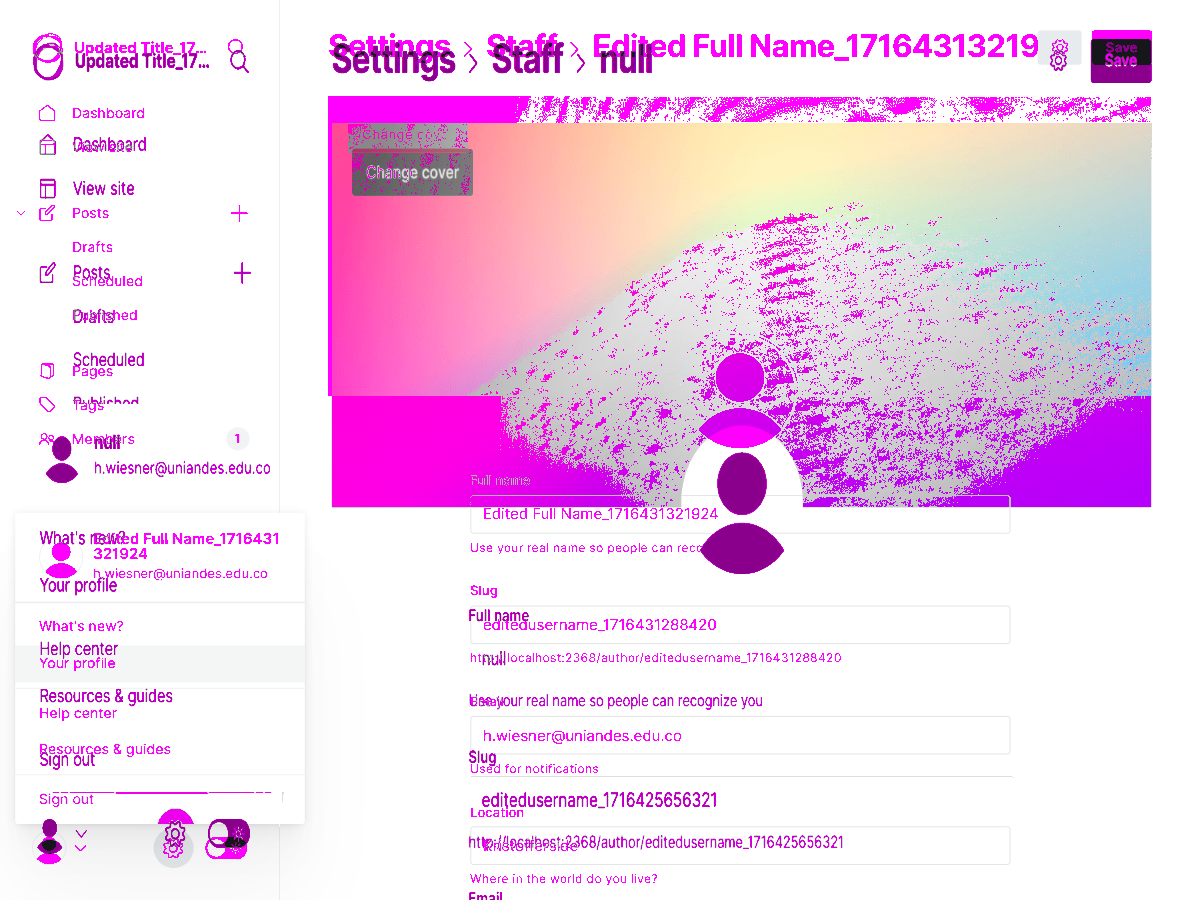 Updated Title_17...
Updated Title_17...
Settings > Staff > Edited Full Name_17164313219
Settings > Staff > null
Save
Save
Dashboard
Dashboard
View site
View site
Posts
Drafts
Posts
Scheduled
Published
Drafts
Scheduled
Pages
Published
Tags
Members
1
null
h.wiesner@uniandes.edu.co
What's new?
Edited Full Name_1716431
321924
h.wiesner@uniandes.edu.co
Your profile
What's new?
Help center
Your profile
Resources & guides
Help center
Resources & guides
Sign out
Sign out
Change cover
Change cover
Full name
Edited Full Name_1716431321924
Use your real name so people can reco
Slug
Full name
editedusername_1716431288420
http://localhost:2368/author/editedusername_1716431288420
null
Use your real name so people can recognize you
Email
h.wiesner@uniandes.edu.co
Slug
Used for notifications
editedusername_1716425656321
Location
http://localhost:2368/author/editedusername_1716425656321
Kristofferside
Where in the world do you live?
Email